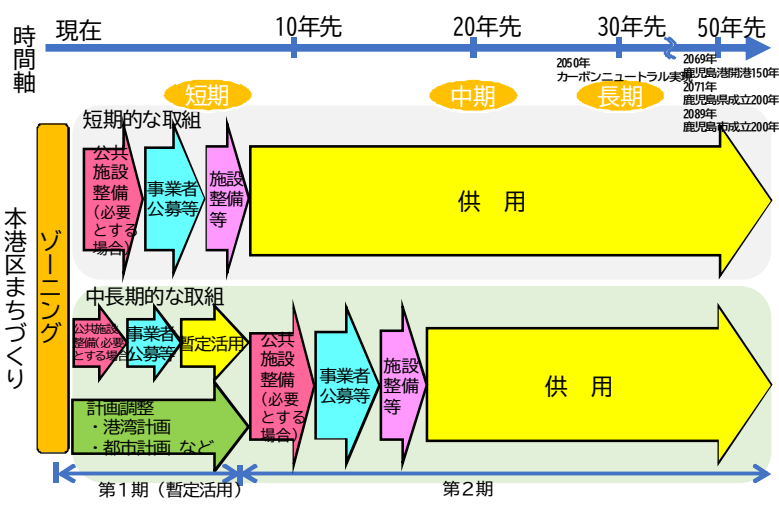 時間軸
現在
10年先
20年先
30年先
50年先
2050年
カーボンニュートラル実現
2069年
鹿児島港開港150年
2071年
鹿児島県成立200年
2089年
鹿児島市成立200年
短期
中期
長期
本港区まちづくり
ゾーニング
短期的な取組
公共
施設
整備
(必要
とする
場合)
事業者
公募等
施設
整備
等
供 用
中長期的な取組
公共施設
整備(必要
とする場合)
事業者
公募等
暫定活用
計画調整
・港湾計画
・都市計画 など
公共
施設
整備
(必要
とする
場合)
事業者
公募等
施設
整備
等
供 用
第1期(暫定活用)
第2期